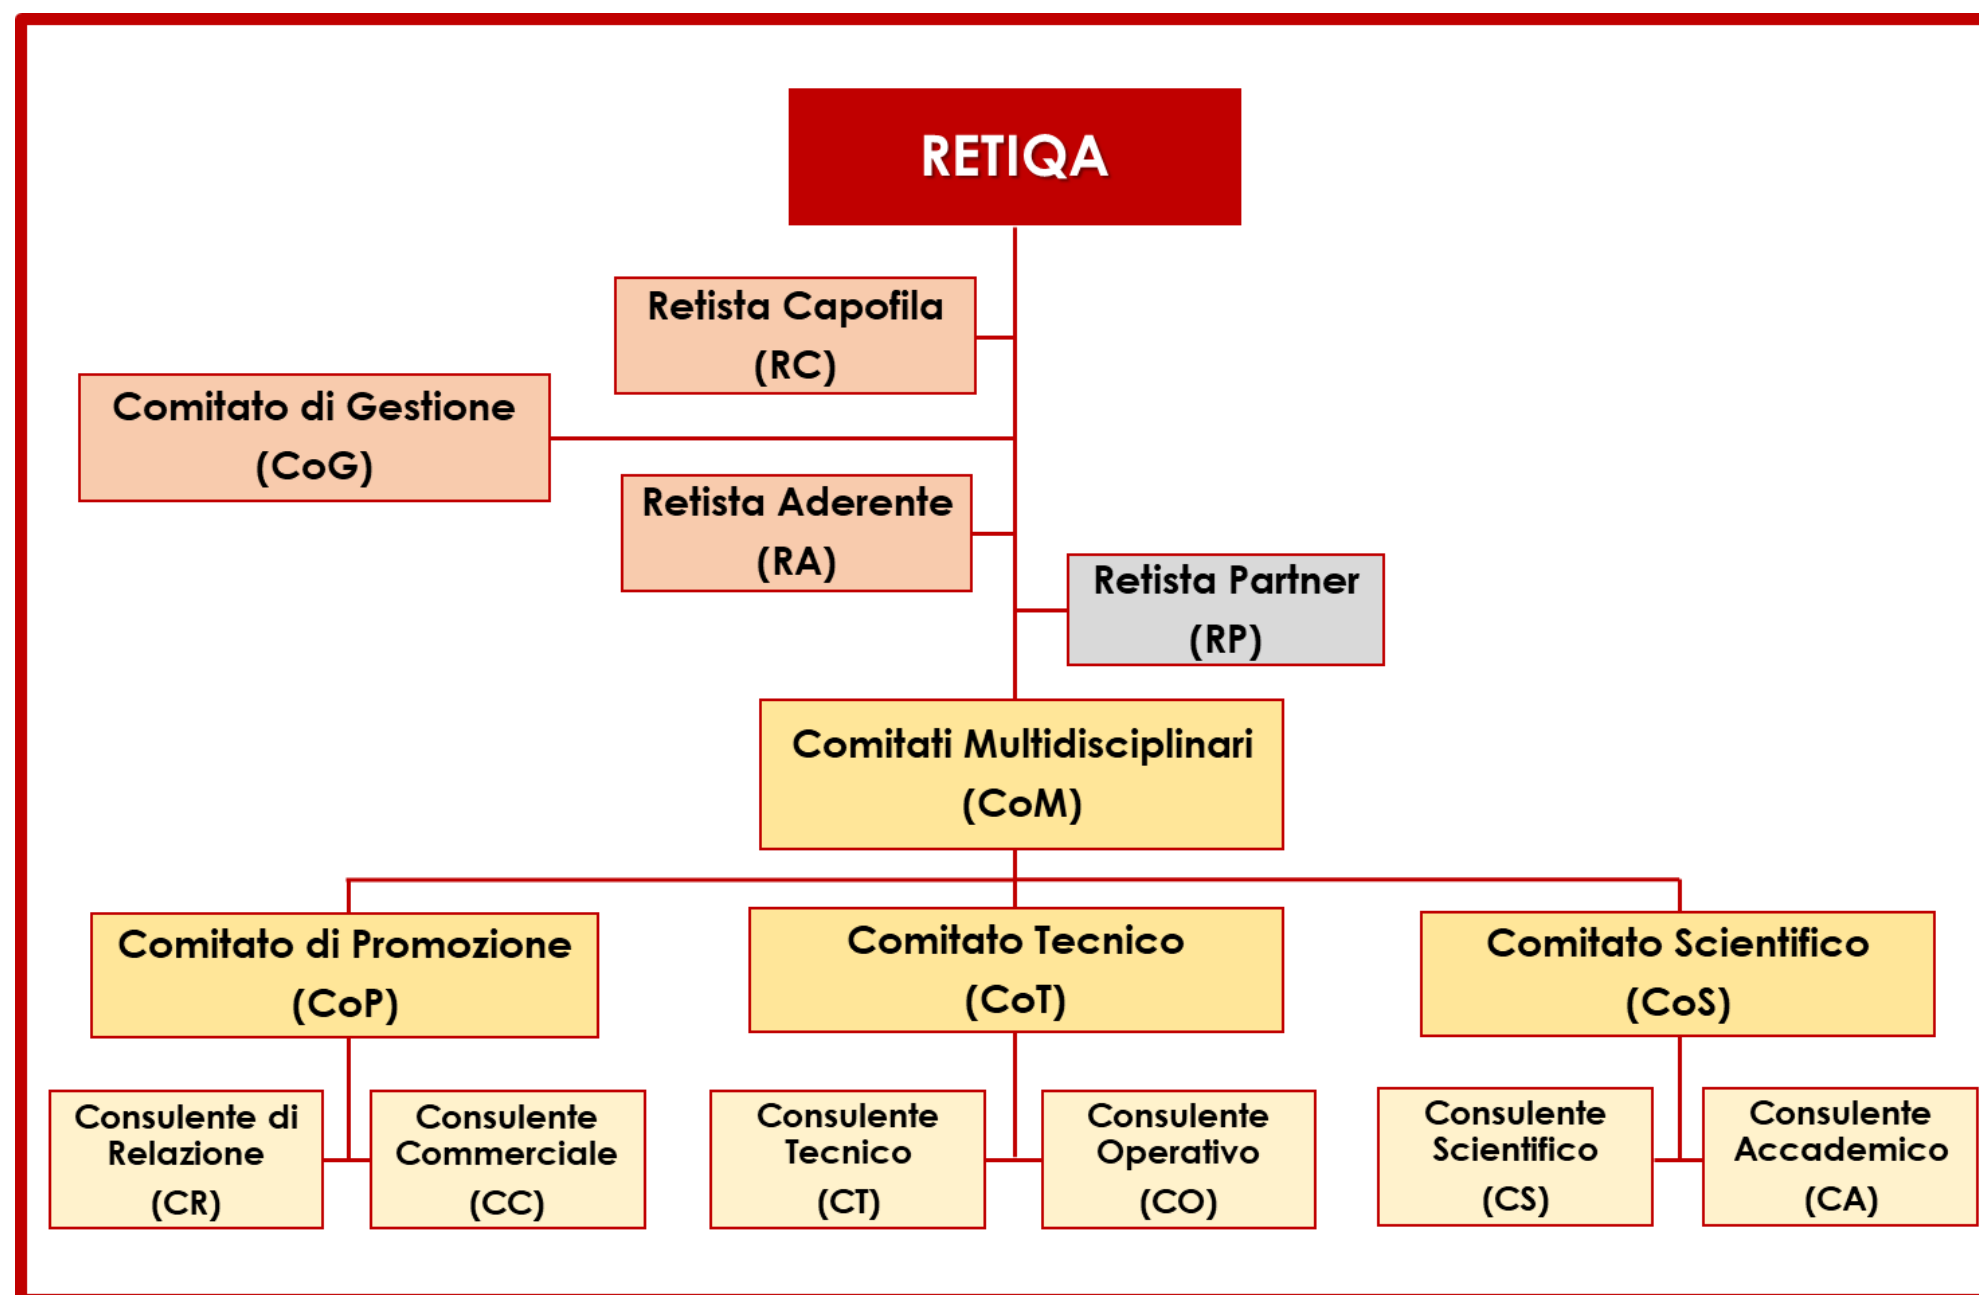 RETIQA
Retista Capofila
(RC)
Comitato di Gestione
(CoG)
Retista Aderente
(RA)
Retista Partner
(RP)
Comitati Multidisciplinari
(CoM)
Comitato di Promozione
(CoP)
Comitato Tecnico
(CoT)
Comitato Scientifico
(CoS)
Consulente di
Relazione
(CR)
Consulente
Commerciale
(CC)
Consulente
Tecnico
(CT)
Consulente
Operativo
(CO)
Consulente
Scientifico
(CS)
Consulente
Accademico
(CA)